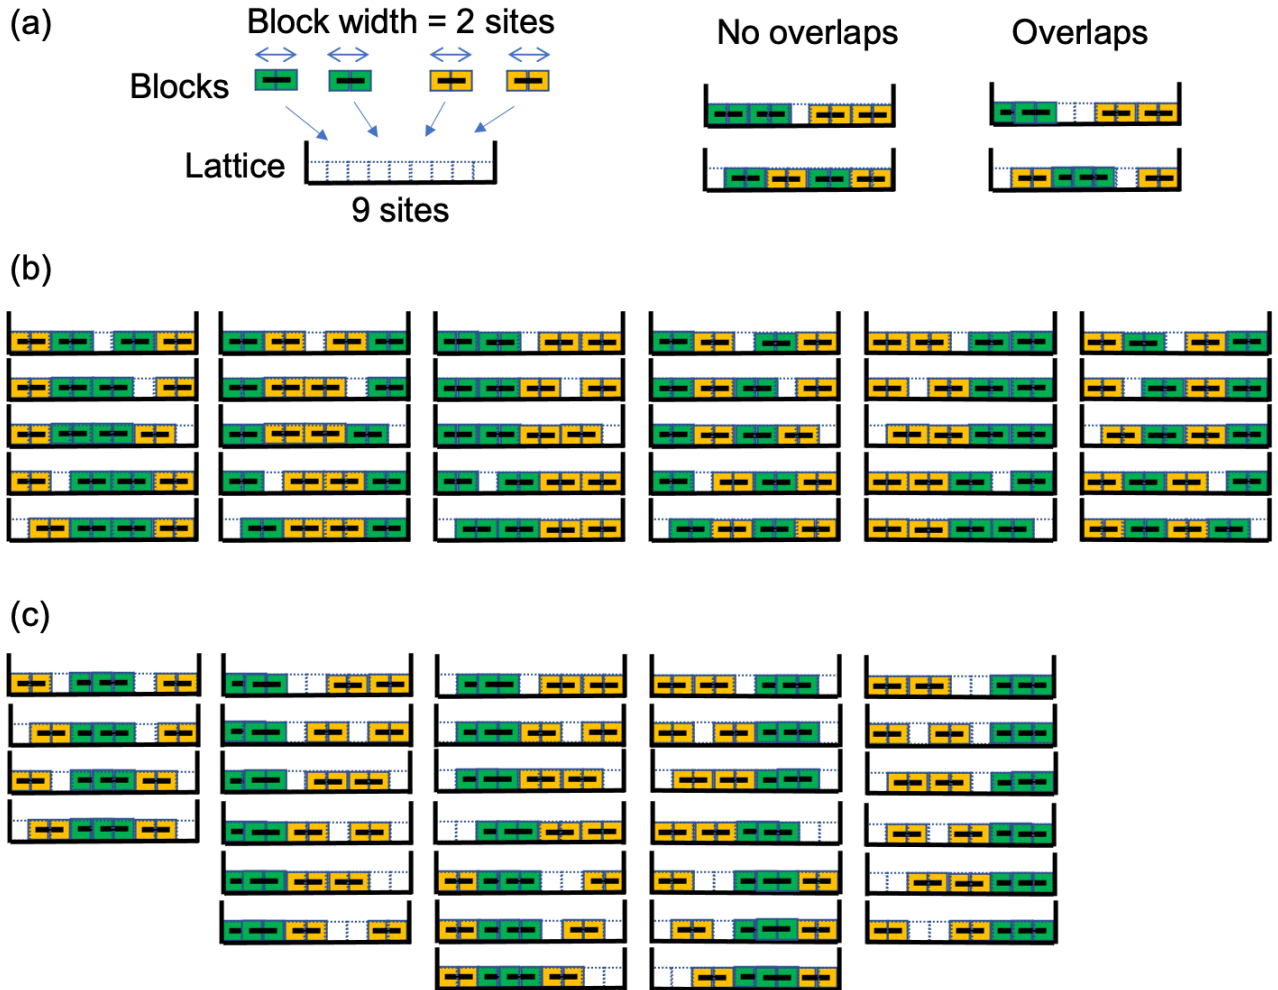 (a)
Block width = 2 sites
Blocks
Lattice
9 sites
No overlaps
Overlaps
(b)
(c)